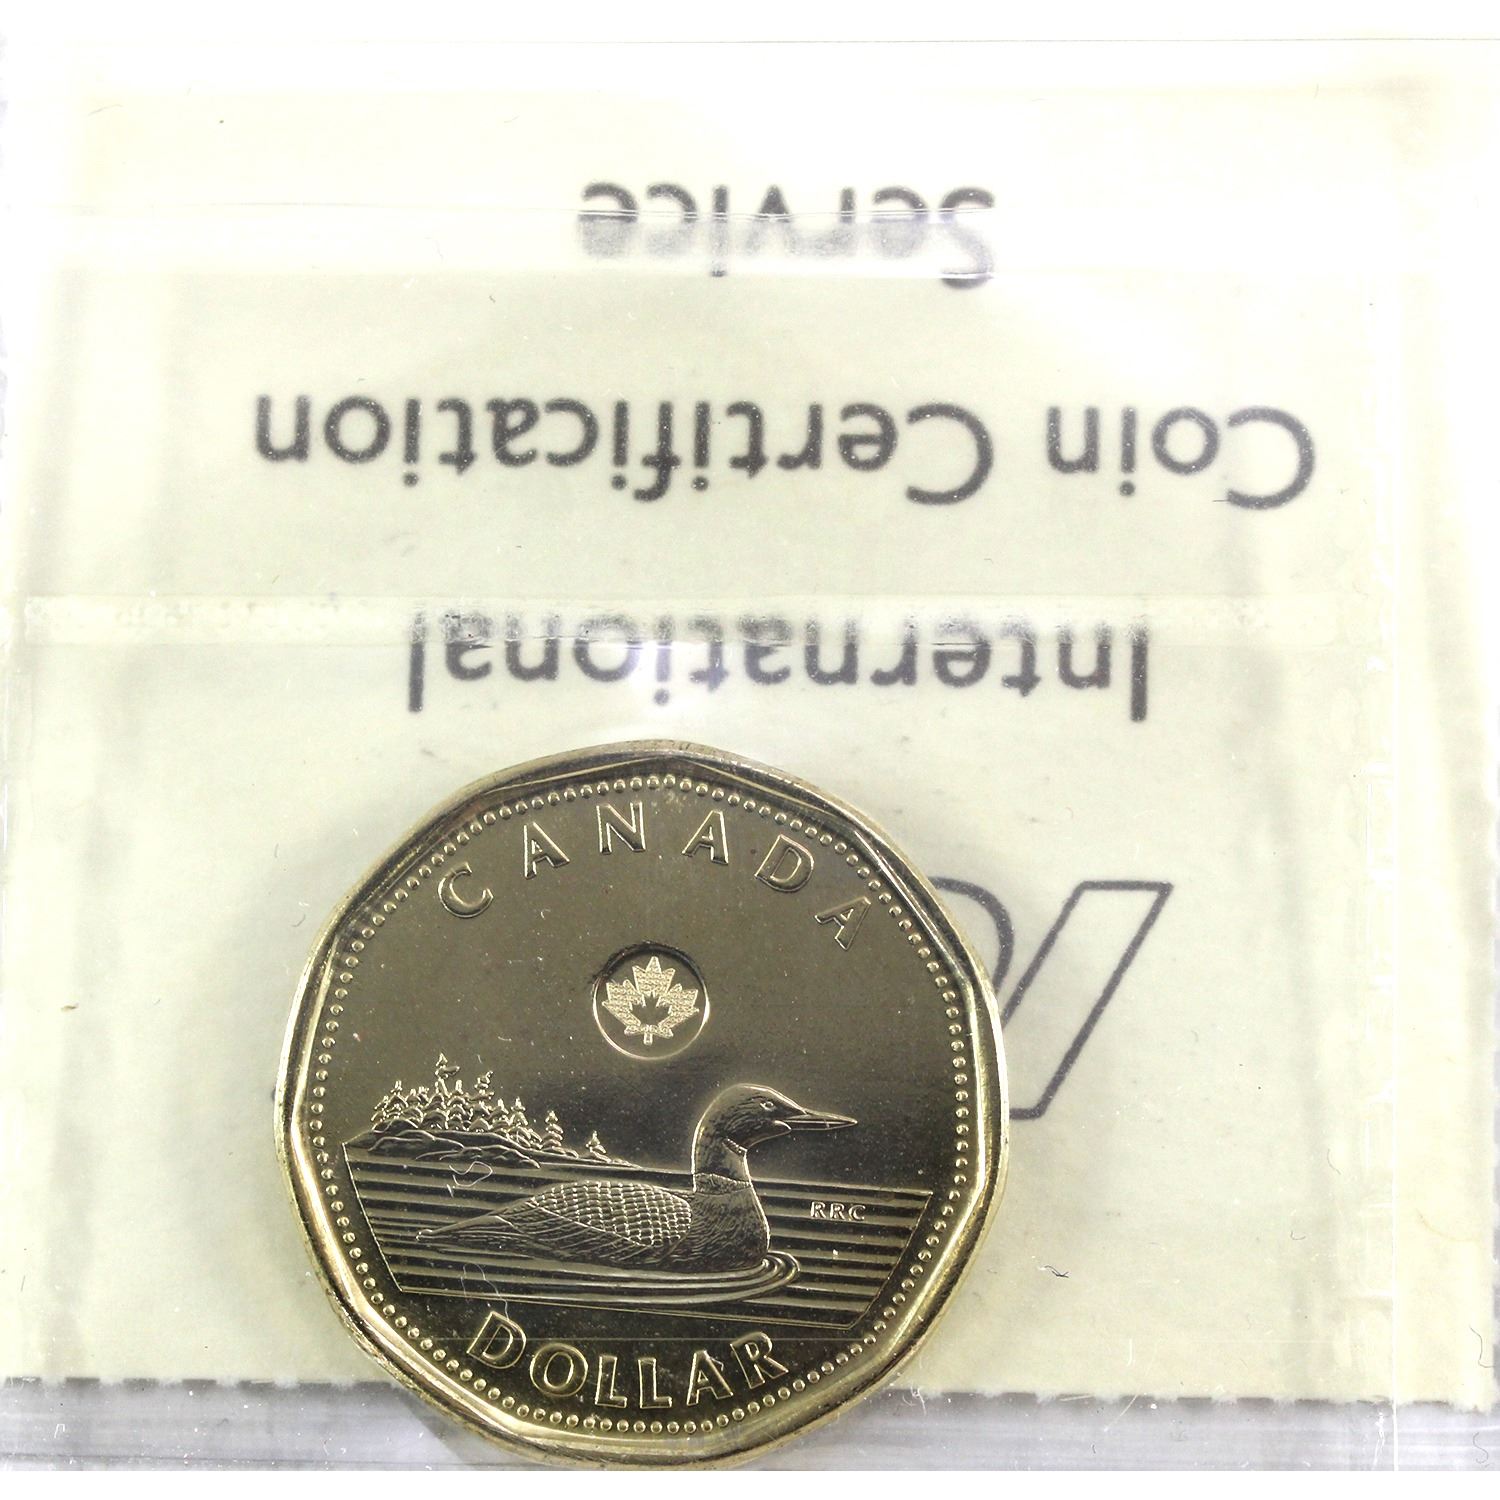 Service
Coin Certification
International
CANADA
RRC
DOLLAR